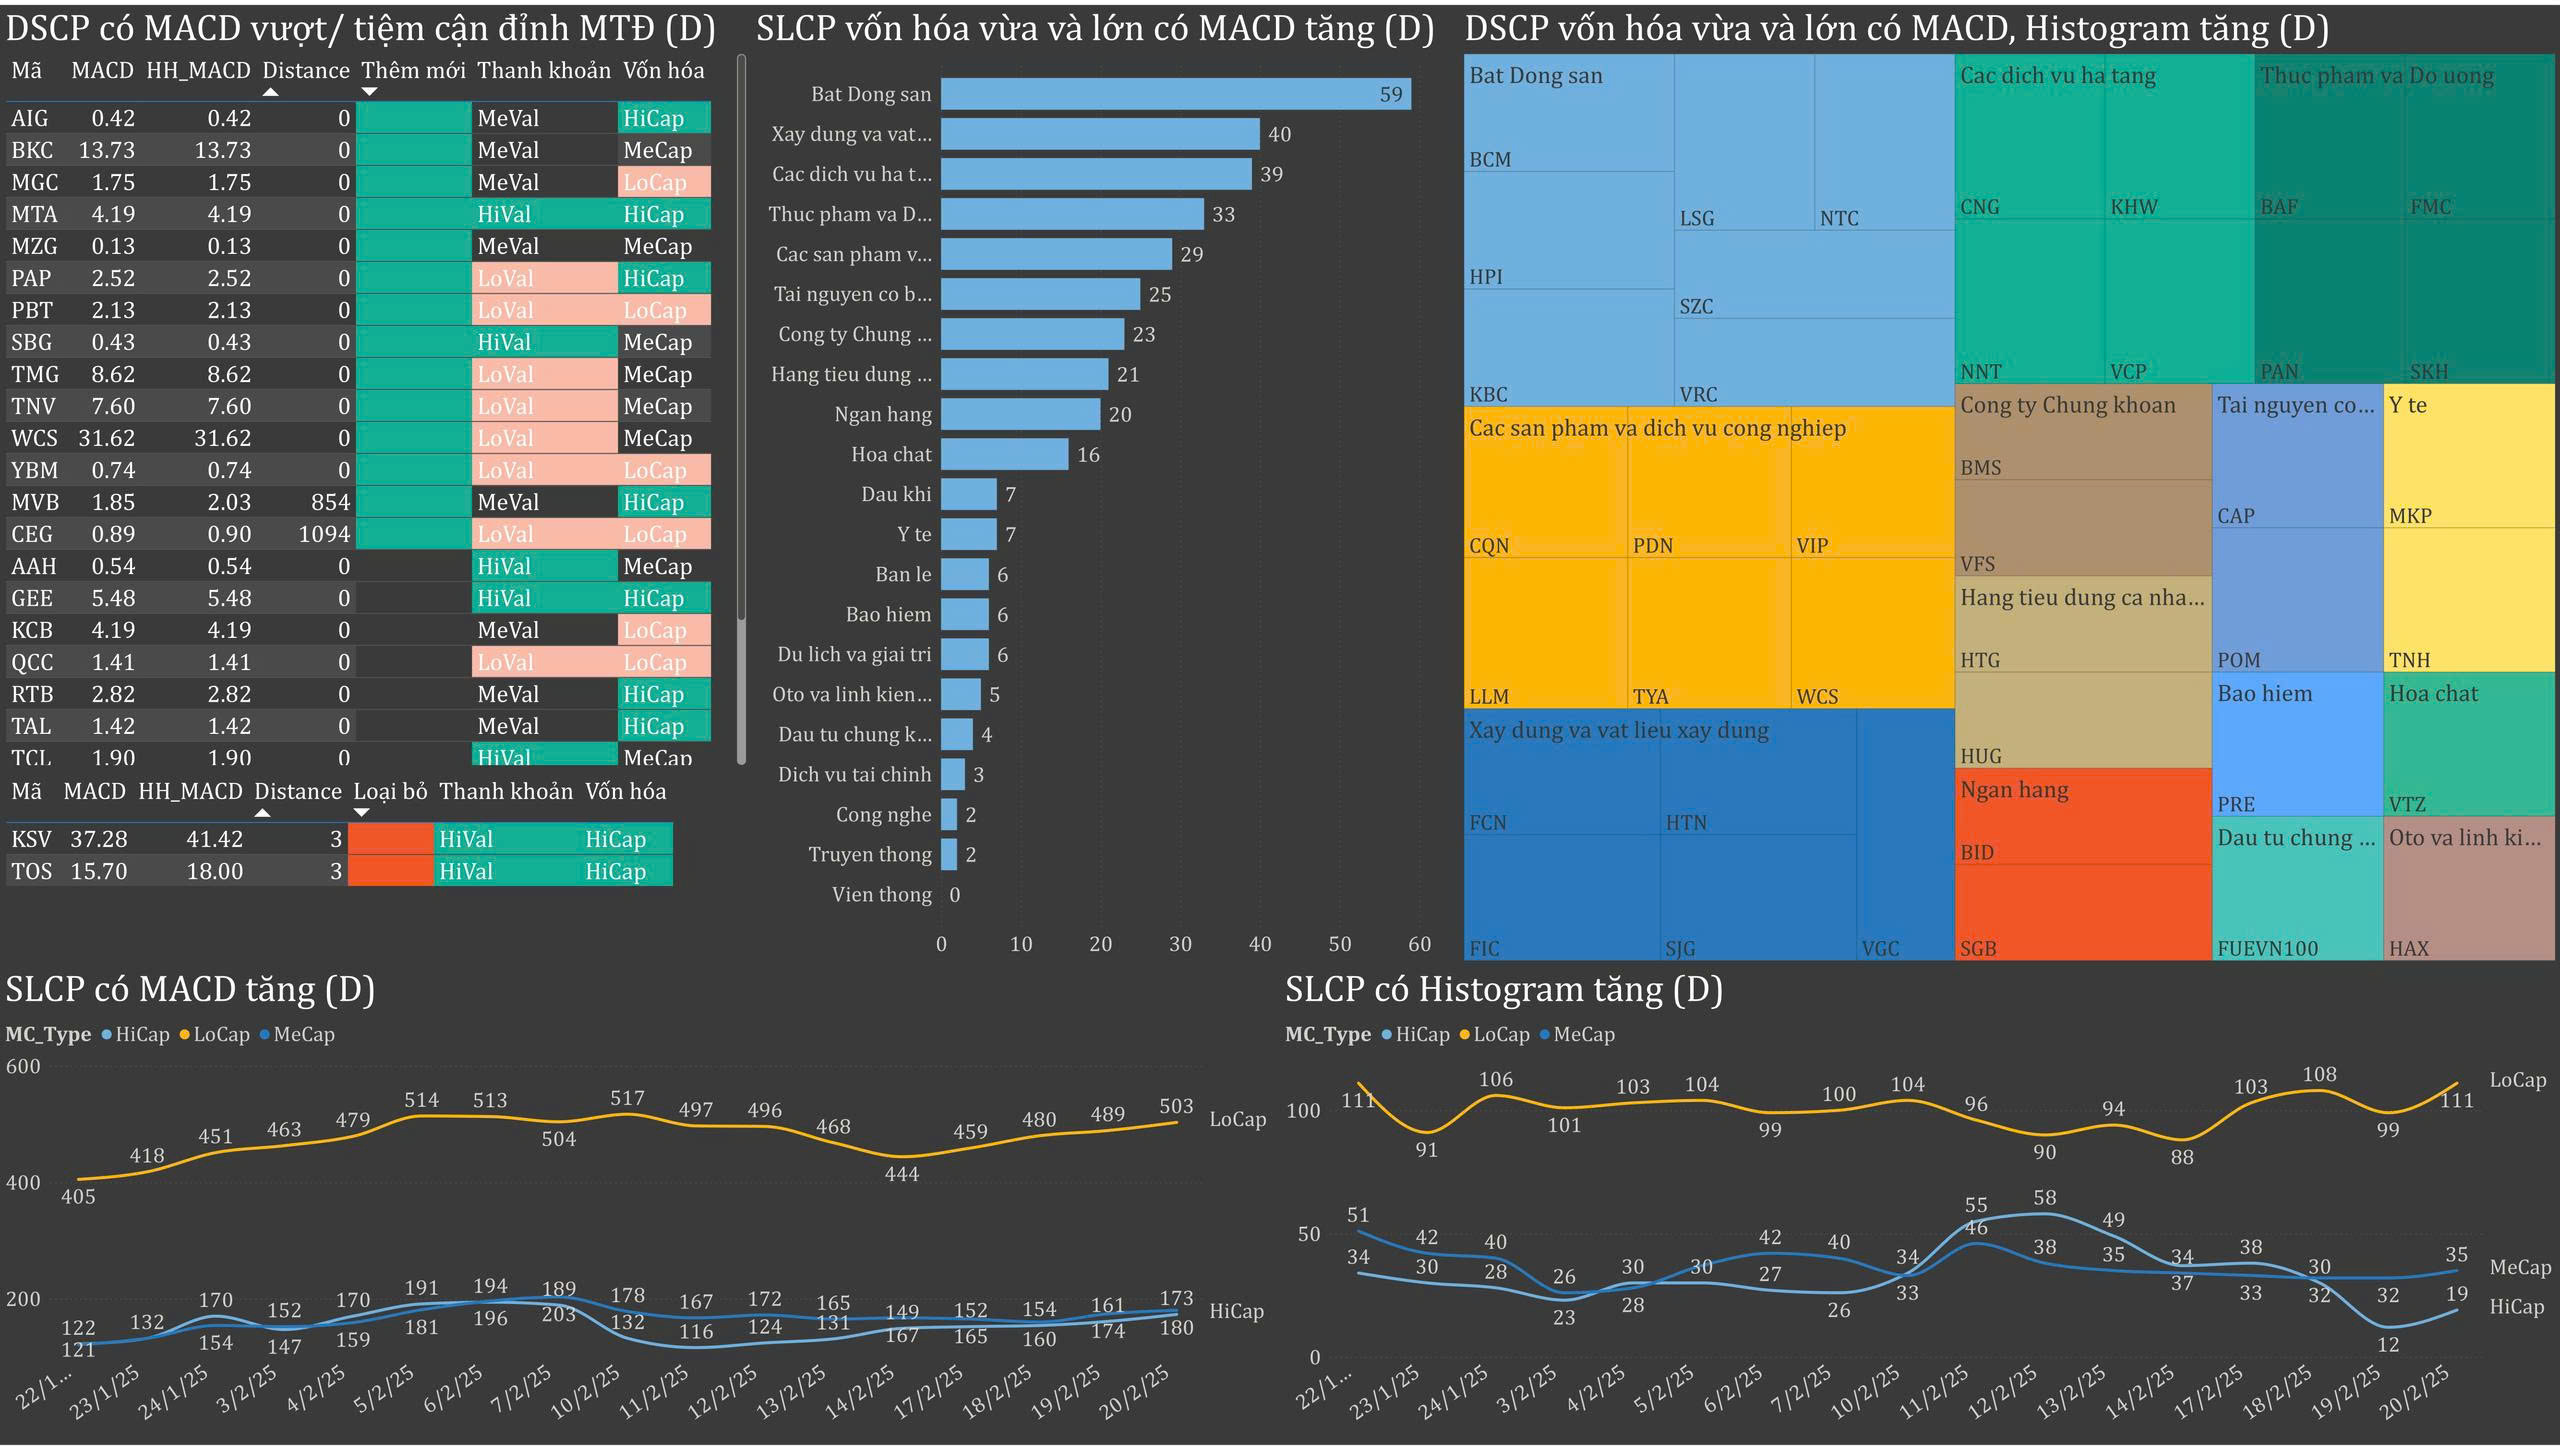 DSCP có MACD vượt/ tiệm cận đỉnh MTĐ (D)
Mã MACD HH_MACD Distance Thêm mới Thanh khoản Vốn hóa
AIG 0.42 0.42 0 MeVal HiCap
BKC 13.73 13.73 0 MeVal MeCap
MGC 1.75 1.75 0 MeVal LoCap
MTA 4.19 4.19 0 HiVal HiCap
MZG 0.13 0.13 0 MeVal MeCap
PAP 2.52 2.52 0 LoVal HiCap
PBT 2.13 2.13 0 LoVal LoCap
SBG 0.43 0.43 0 HiVal MeCap
TMG 8.62 8.62 0 LoVal MeCap
TNV 7.60 7.60 0 LoVal MeCap
WCS 31.62 31.62 0 LoVal MeCap
YBM 0.74 0.74 0 LoVal LoCap
MVB 1.85 2.03 854 MeVal HiCap
CEG 0.89 0.90 1094 LoVal LoCap
AAH 0.54 0.54 0 HiVal MeCap
GEE 5.48 5.48 0 HiVal HiCap
KCB 4.19 4.19 0 MeVal LoCap
QCC 1.41 1.41 0 LoVal LoCap
RTB 2.82 2.82 0 MeVal HiCap
TAL 1.42 1.42 0 MeVal HiCap
TCL 1.90 1.90 0 HiVal MeCap
Mã MACD HH_MACD Distance Loại bỏ Thanh khoản Vốn hóa
KSV 37.28 41.42 3 HiVal HiCap
TOS 15.70 18.00 3 HiVal HiCap
SLCP vốn hóa vừa và lớn có MACD tăng (D)
Bat Dong san 59
Xay dung va vat... 40
Cac dich vu ha t... 39
Thuc pham va D... 33
Cac san pham v... 29
Tai nguyen co b... 25
Cong ty Chung ... 23
Hang tieu dung ... 21
Ngan hang 20
Hoa chat 16
Dau khi 7
Y te 7
Ban le 6
Bao hiem 6
Du lich va giai tri 6
Oto va linh kien... 5
Dau tu chung k... 4
Dich vu tai chinh 3
Cong nghe 2
Truyen thong 2
Vien thong 0
0 10 20 30 40 50 60
DSCP vốn hóa vừa và lớn có MACD, Histogram tăng (D)
Bat Dong san
BCM
HPI
KBC
LSG NTC
SZC
VRC
Cac san pham va dich vu cong nghiep
CQN PDN VIP
LLM TYA WCS
Xay dung va vat lieu xay dung
FCN HTN
FIC SJG VGC
Cac dich vu ha tang
CNG KHW
NNT VCP
Thuc pham va Do uong
BAF FMC
PAN SKH
Cong ty Chung khoan
BMS
VFS
Hang tieu dung ca nha...
HTG
HUG
Ngan hang
BID
SGB
Tai nguyen co...
CAP
POM
Y te
MKP
TNH
Bao hiem
PRE
Hoa chat
VTZ
Dau tu chung ...
FUEVN100
Oto va linh ki...
HAX
SLCP có MACD tăng (D)
MC_Type HiCap LoCap MeCap
600
400
200
405 418 451 463 479 514 513 504 517 497 496 468 444 459 480 489 503
LoCap
122 132 170 152 170 191 194 189 178 167 172 165 149 152 154 161 173
HiCap
121 154 147 159 181 196 203 132 116 124 131 167 165 160 174 180
22/1... 23/1/25 24/1/25 3/2/25 4/2/25 5/2/25 6/2/25 7/2/25 10/2/25 11/2/25 12/2/25 13/2/25 14/2/25 17/2/25 18/2/25 19/2/25 20/2/25
SLCP có Histogram tăng (D)
MC_Type HiCap LoCap MeCap
100
50
0
111 91 106 101 103 104 99 100 104 96 90 94 88 103 108 99 111
LoCap
51 42 40 26 30 30 42 40 34 55 58 49 34 38 30 32 35
MeCap
34 30 28 23 28 27 26 33 46 38 35 37 33 32 12 19
HiCap
22/1... 23/1/25 24/1/25 3/2/25 4/2/25 5/2/25 6/2/25 7/2/25 10/2/25 11/2/25 12/2/25 13/2/25 14/2/25 17/2/25 18/2/25 19/2/25 20/2/25